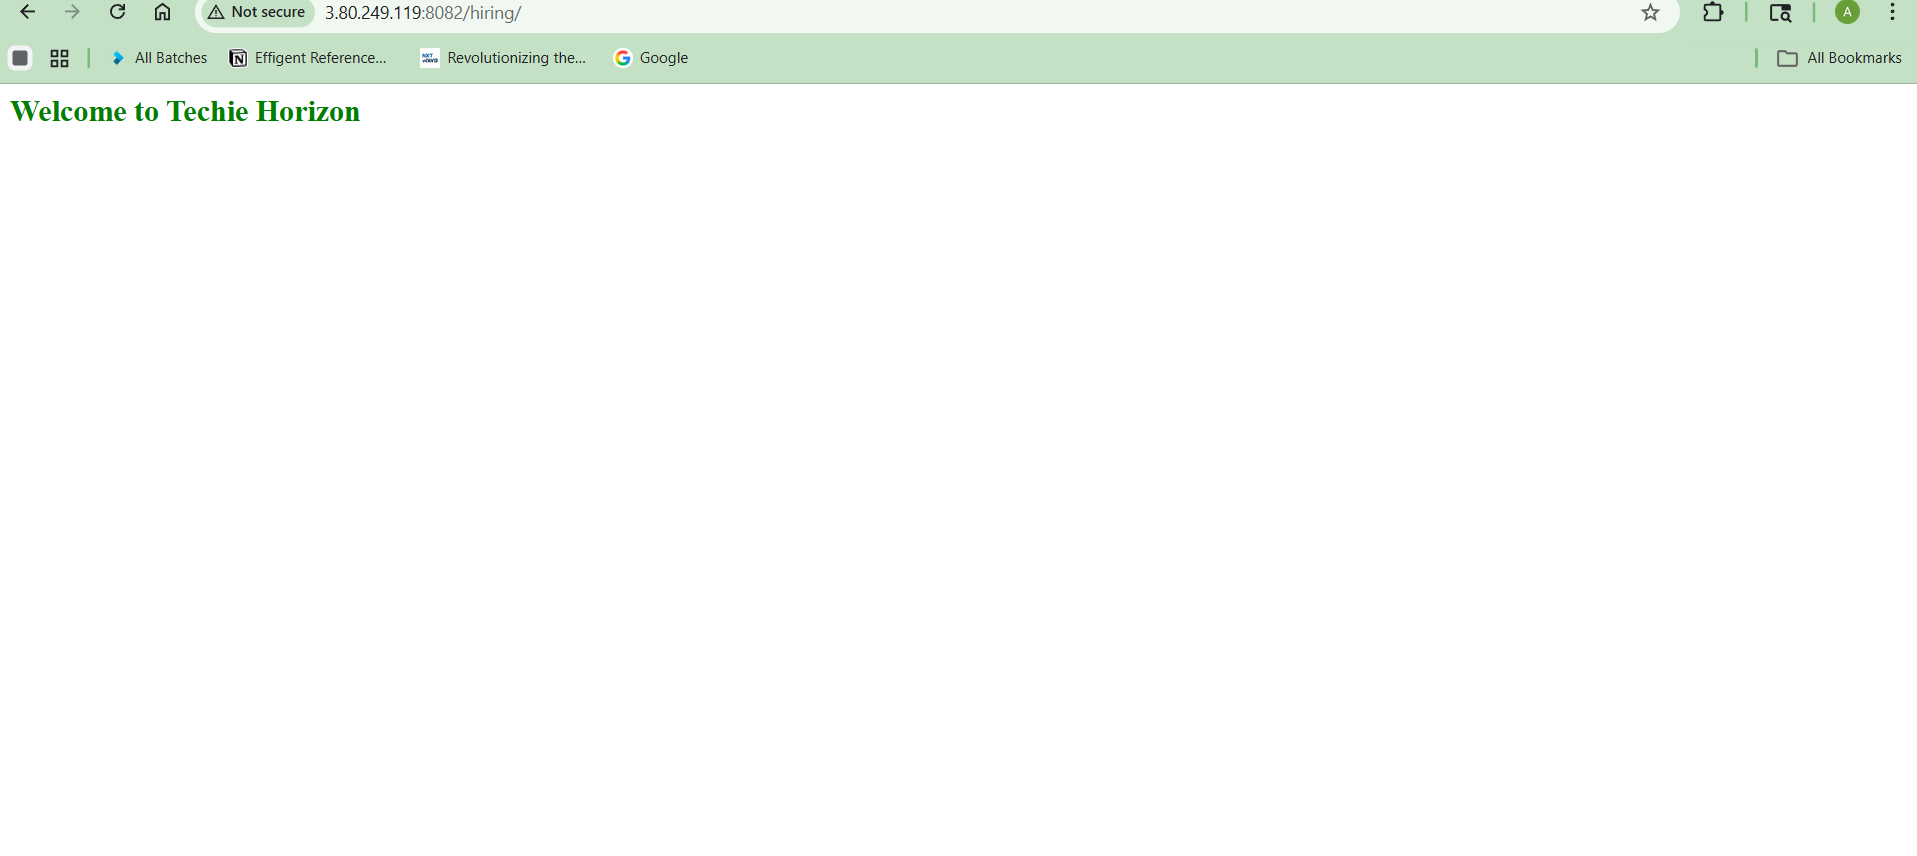 Not secure 3.80.249.119:8082/hiring/ A
All Batches Effigent Reference... Revolutionizing the... Google All Bookmarks
Welcome to Techie Horizon